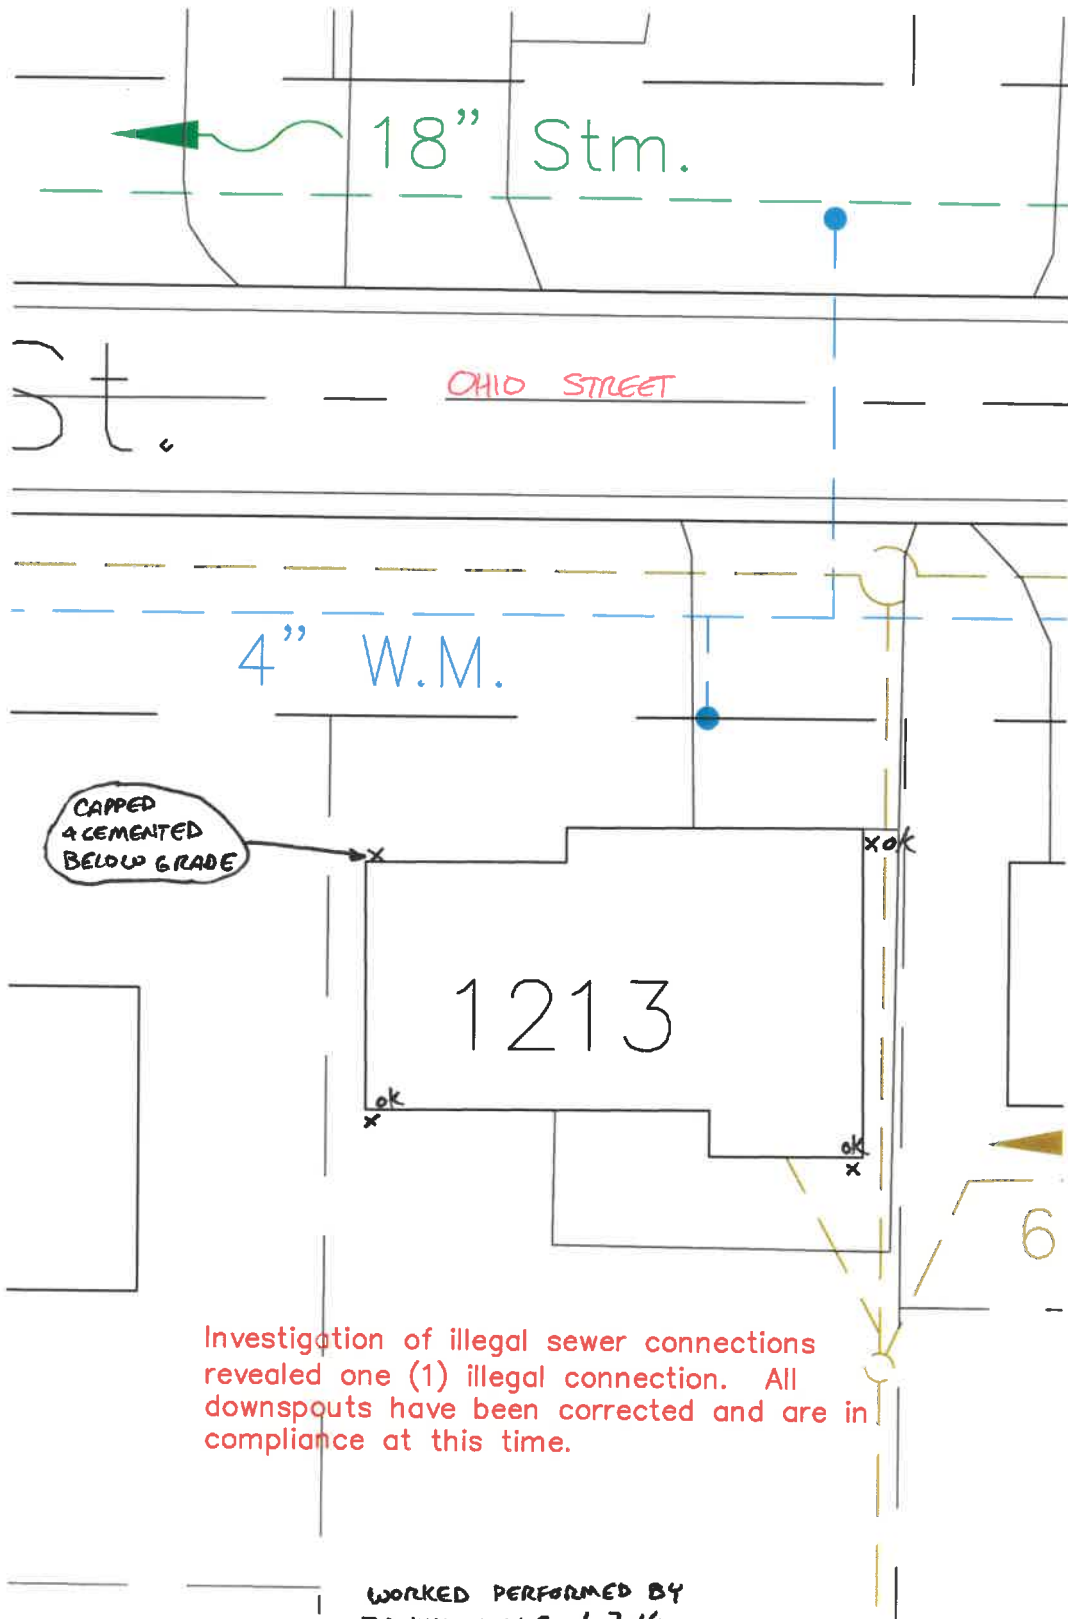 18” Stm.
St.
OHIO STREET
4” W.M.
CAPPED
& CEMENTED
BELOW GRADE
x
x ok
1213
ok
x
ok
x
6
Investigation of illegal sewer connections
revealed one (1) illegal connection. All
downspouts have been corrected and are in
compliance at this time.
WORKED PERFORMED BY